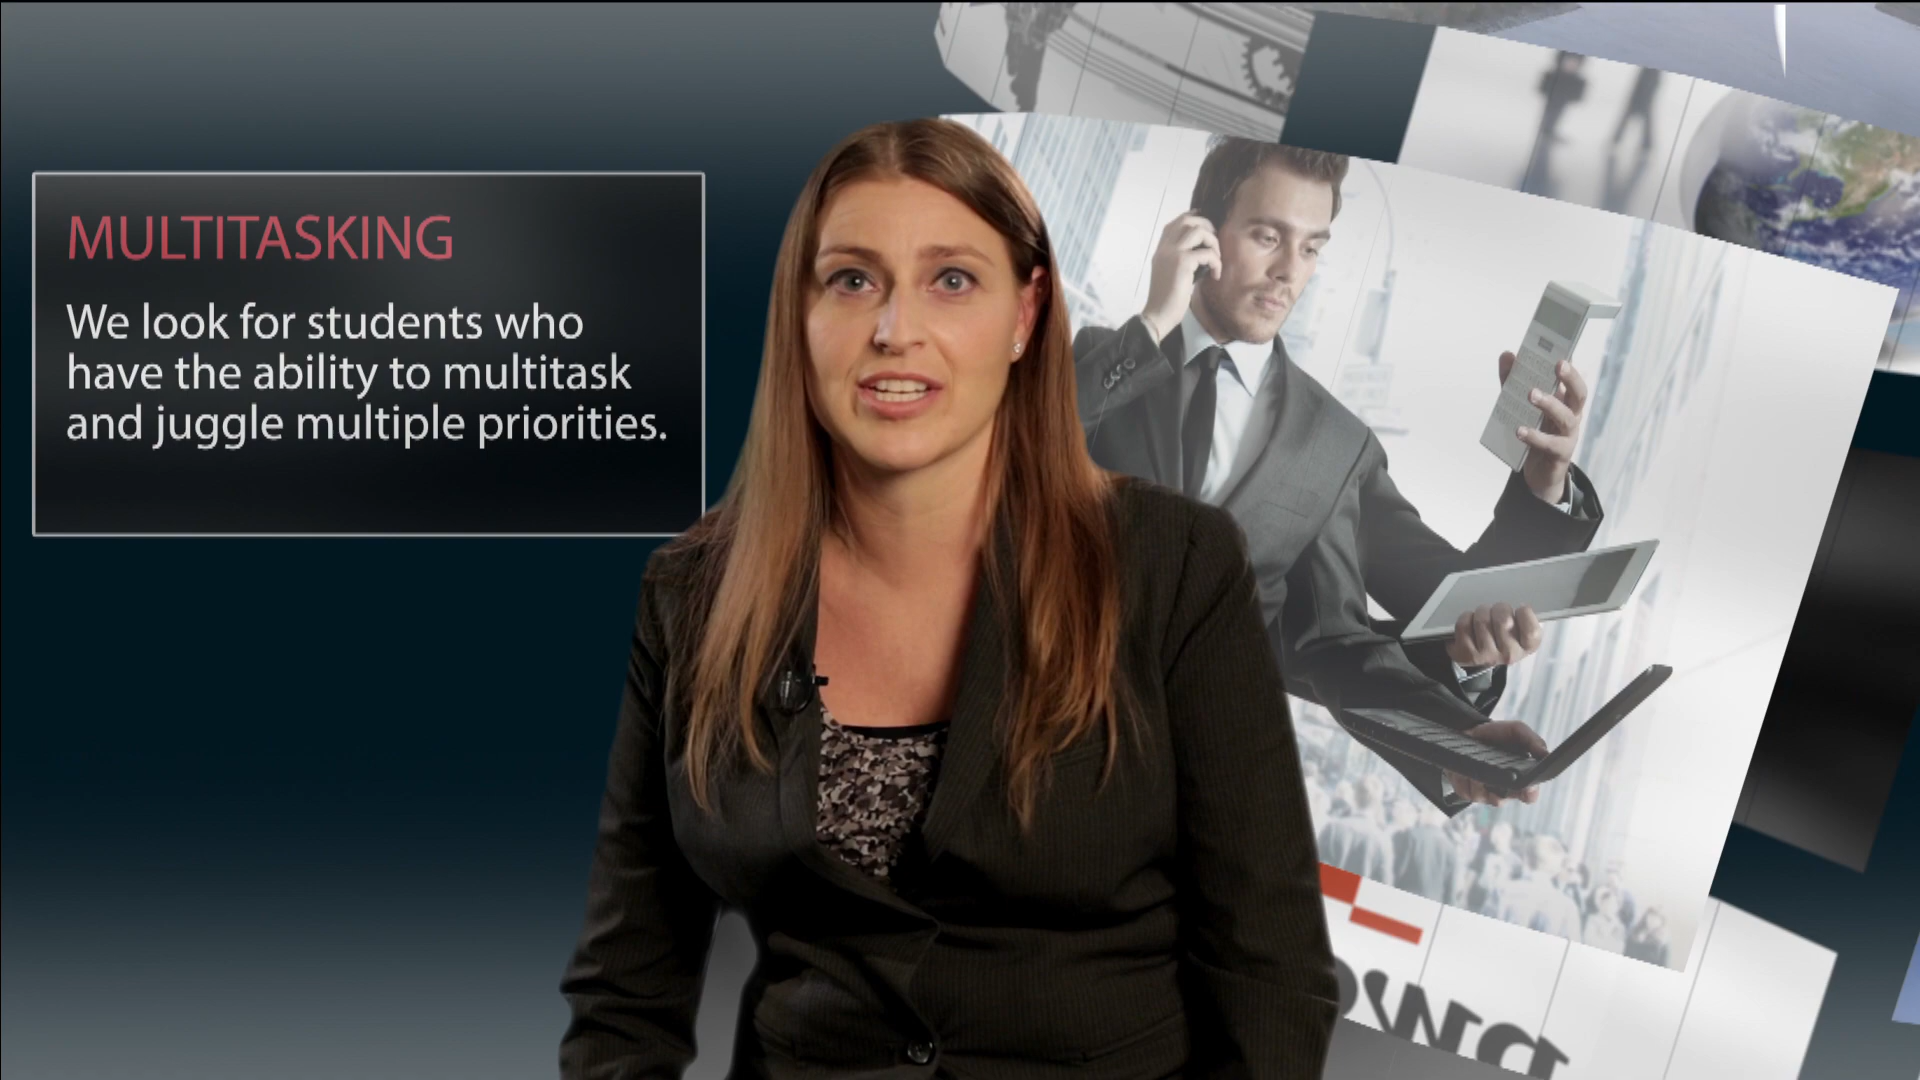 MULTITASKING
We look for students who
have the ability to multitask
and juggle multiple priorities.